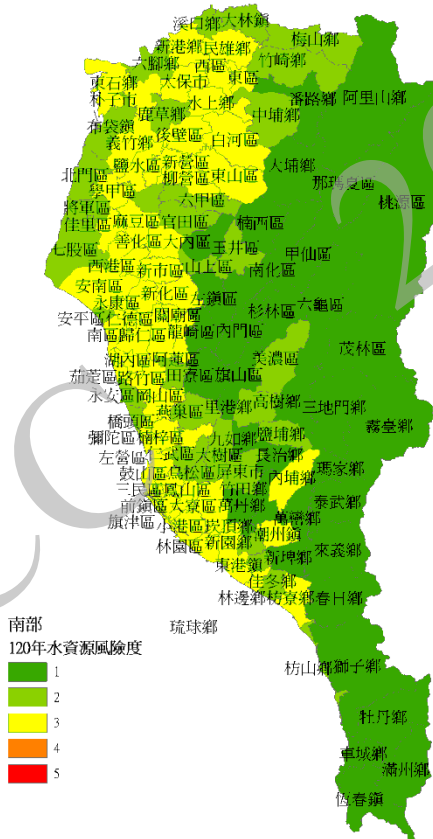 溪口鄉 大林鎮
梅山鄉
新港鄉 民雄鄉
竹崎鄉
六腳鄉 西區
東石鄉 太保市 東區
朴子市 水上鄉 番路鄉 阿里山鄉
鹿草鄉 中埔鄉
布袋鎮 後壁區
義竹鄉 白河區
鹽水區 新營區 大埔鄉
北門區 柳營區 東山區 那瑪夏區
學甲區
將軍區 六甲區 桃源區
佳里區 麻豆區 官田區 楠西區
七股區 善化區 大內區 玉井區 甲仙區
西港區 新市區 山上區 南化區
安南區 新化區 左鎮區
永康區 杉林區 六龜區
安平區 仁德區 關廟區
南區 歸仁區 龍崎區 內門區
茂林區
湖內區 阿蓮區 美濃區
茄萣區 路竹區 田寮區 旗山區
永安區 岡山區 高樹鄉
燕巢區 里港鄉 三地門鄉
橋頭區 霧臺鄉
彌陀區 楠梓區 九如鄉 鹽埔鄉
左營區 仁武區 大樹區 長治鄉
鼓山區 鳥松區 屏東市 內埔鄉 瑪家鄉
三民區 鳳山區 竹田鄉
前鎮區 大寮區 萬丹鄉 泰武鄉
旗津區 小港區 崁頂鄉 萬巒鄉
潮州鎮
林園區 新園鄉 來義鄉
東港鎮 新埤鄉
佳冬鄉
林邊鄉 枋寮鄉 春日鄉
琉球鄉
南部
120年水資源風險度
枋山鄉 獅子鄉
1
2
3
4
5
牡丹鄉
車城鄉
滿州鄉
恆春鎮